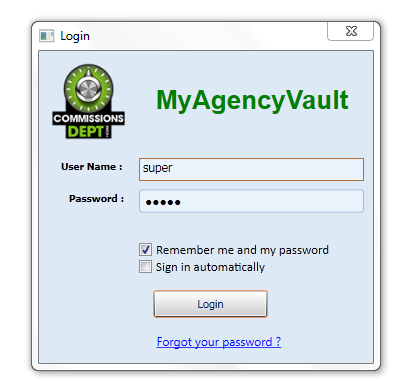 Login
MyAgencyVault
COMMISSIONS
DEPT
User Name : super
Password : •••••
Remember me and my password
Sign in automatically
Login
Forgot your password ?